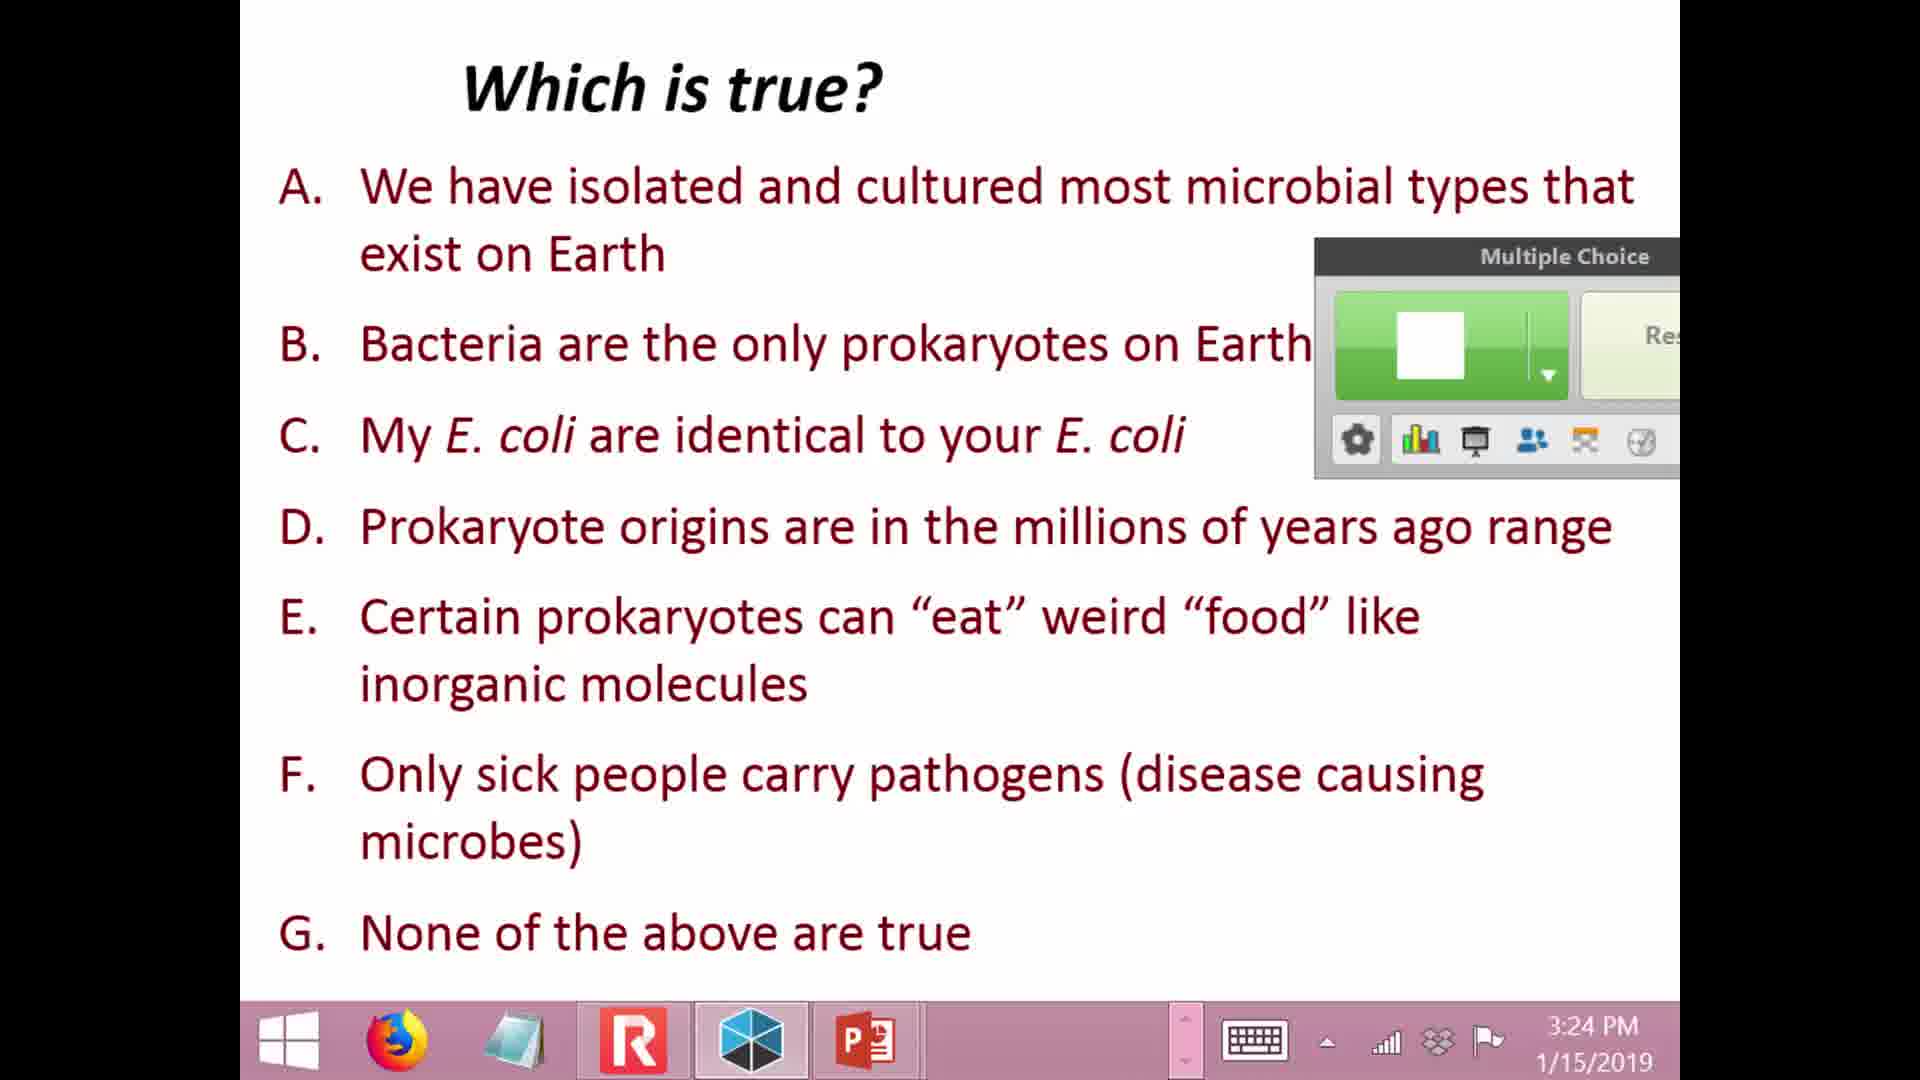 Which is true?
A. We have isolated and cultured most microbial types that
exist on Earth
Multiple Choice
B. Bacteria are the only prokaryotes on Earth
Res
C. My E. coli are identical to your E. coli
D. Prokaryote origins are in the millions of years ago range
E. Certain prokaryotes can “eat” weird “food” like
inorganic molecules
F. Only sick people carry pathogens (disease causing
microbes)
G. None of the above are true
3:24 PM
1/15/2019